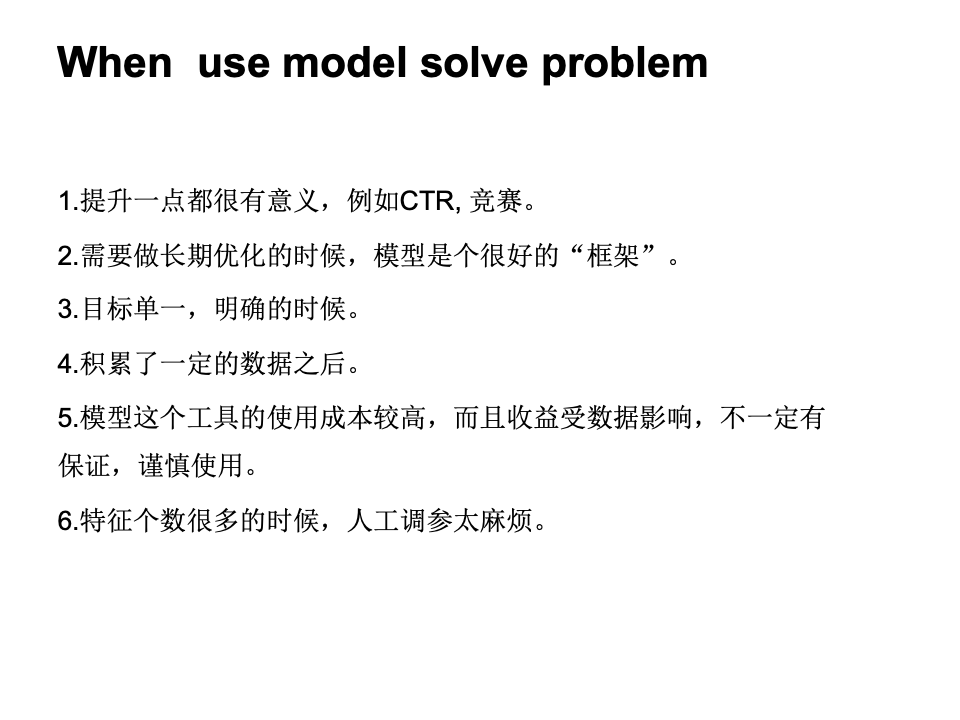 When  use model solve problem
1.提升一点都很有意义，例如CTR, 竞赛。
2.需要做长期优化的时候，模型是个很好的“框架”。
3.目标单一，明确的时候。
4.积累了一定的数据之后。
5.模型这个工具的使用成本较高，而且收益受数据影响，不一定有
保证，谨慎使用。
6.特征个数很多的时候，人工调参太麻烦。